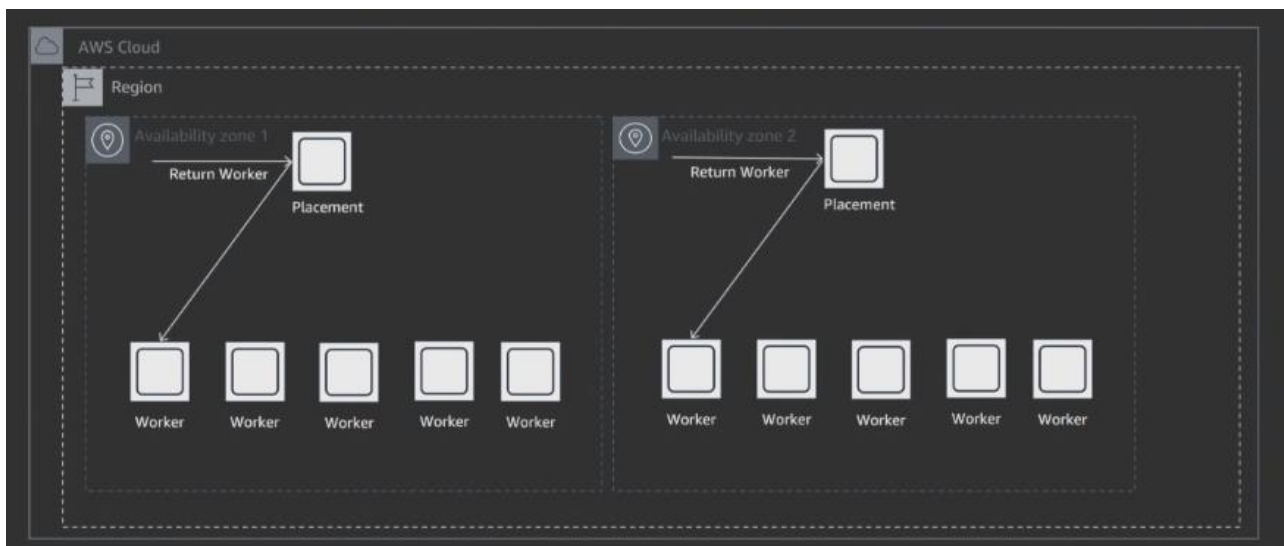 AWS Cloud
Region
Availability zone 1
Return Worker
Placement
Worker Worker Worker Worker Worker
Availability zone 2
Return Worker
Placement
Worker Worker Worker Worker Worker